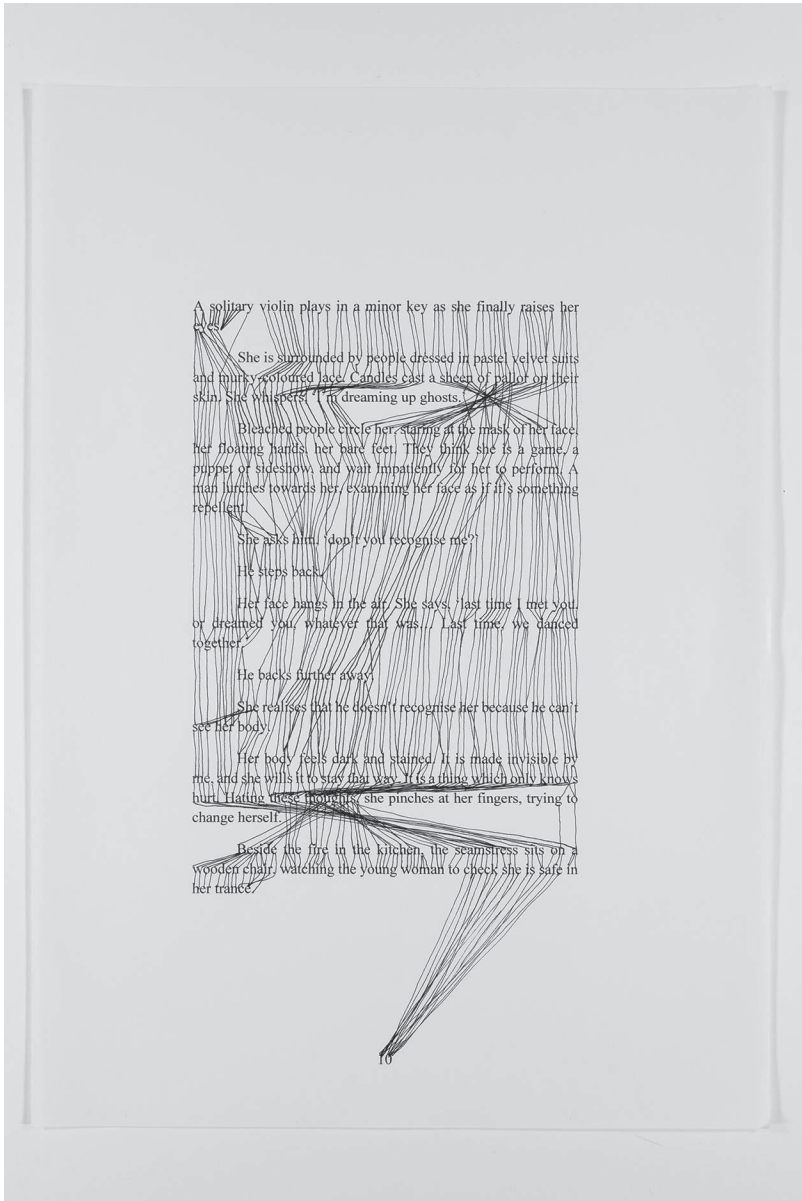 A solitary violin plays in a minor key as she finally raises her
eyes.
She is surrounded by people dressed in pastel velvet suits
and murky-coloured lace. Candles cast a sheen of pallor on their
skin. She whispers, ‘I’m dreaming up ghosts.’
Bleached people circle her, staring at the mask of her face,
her floating hands, her bare feet. They think she is a game, a
puppet or sideshow, and wait impatiently for her to perform. A
man lurches towards her, examining her face as if it’s something
repellent.
She asks him, ‘don’t you recognise me?’
He steps back.
Her face hangs in the air. She says, ‘last time I met you,
or dreamed you, whatever that was... Last time, we danced
together.’
He backs further away.
She realises that he doesn’t recognise her because he can’t
see her body.
Her body feels dark and stained. It is made invisible by
me, and she wills it to stay that way. It is a thing which only knows
hurt. Hating these thoughts, she pinches at her fingers, trying to
change herself.
Beside the fire in the kitchen, the seamstress sits on a
wooden chair, watching the young woman to check she is safe in
her trance.
10